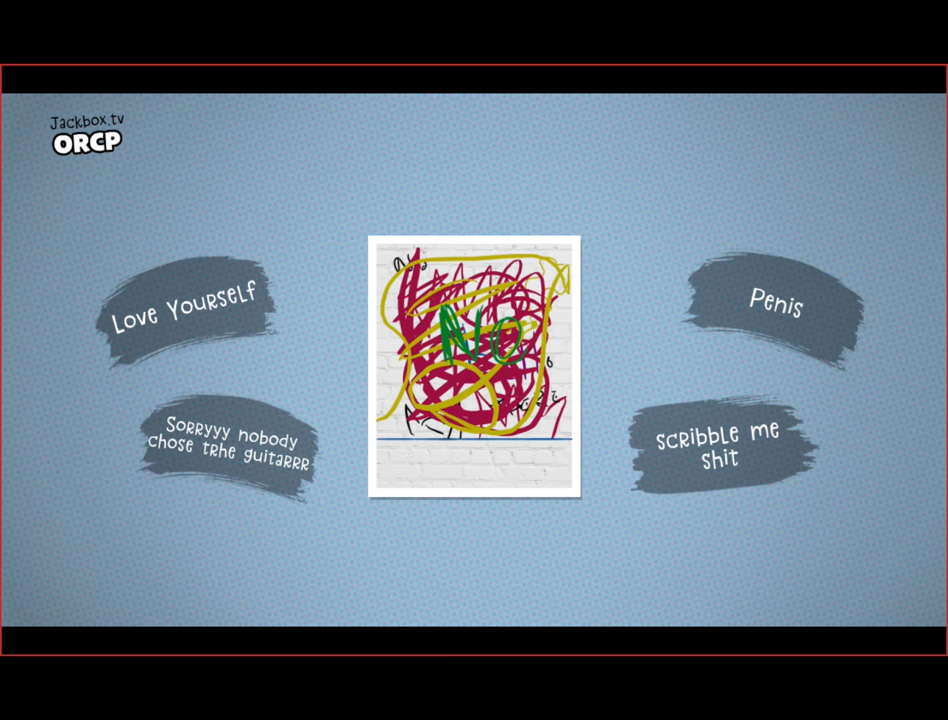 Jackbox.tv
ORCP
Love Yourself
Penis
NO
Sorryyy nobody
chose trhe guitarrr
scribble me
shit